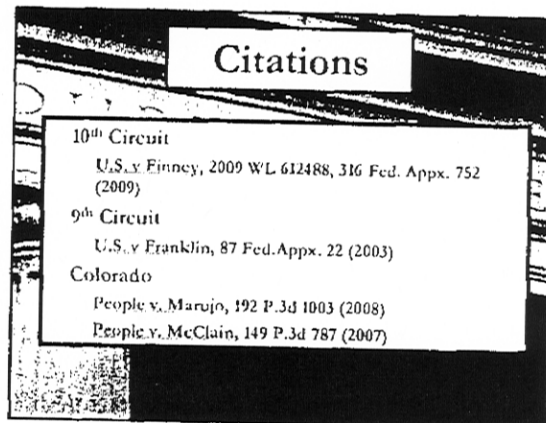 Citations
10th Circuit
U.S. v Finney, 2009 WL 612488, 316 Fed. Appx. 752
(2009)
9th Circuit
U.S. v Franklin, 87 Fed.Appx. 22 (2003)
Colorado
People v. Marujo, 192 P.3d 1003 (2008)
People v. McClain, 149 P.3d 787 (2007)